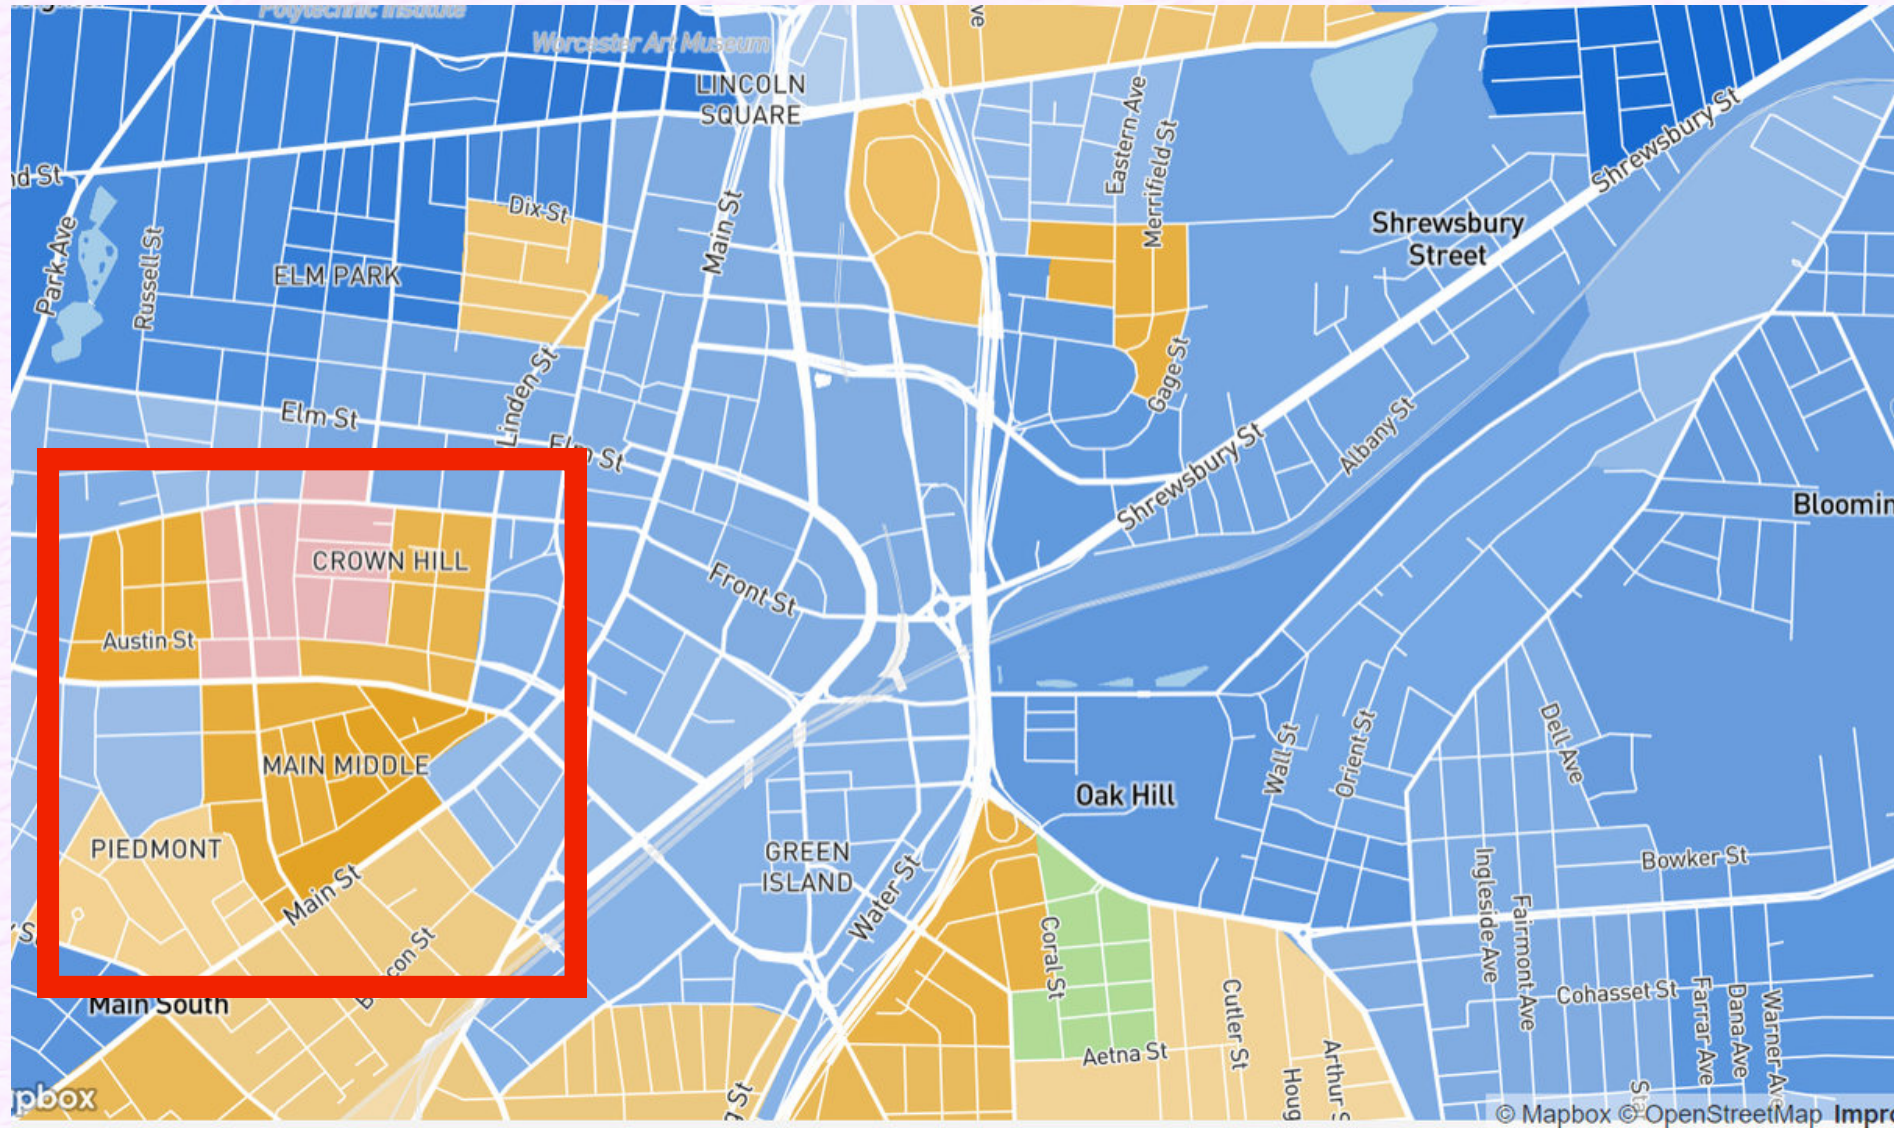 Polytechnic Institute
Worcester Art Museum
LINCOLN
SQUARE
Eastern Ave
Merrifield St
Shrewsbury St
Dix St
Main St
Park Ave
Russell St
ELM PARK
Shrewsbury
Street
Gage St
Linden St
Elm St
Elm St
Albany St
Shrewsbury St
CROWN HILL
Front St
Austin St
MAIN MIDDLE
Dell Ave
Wall St
Orient St
Oak Hill
PIEDMONT
GREEN
ISLAND
Bowker St
Main St
Water St
Ingleside Ave
Fairmont Ave
Coral St
Main South
Cohasset St
Cutler St
Farrar Ave
Dana Ave
Warner Ave
Aetna St
© Mapbox © OpenStreetMap